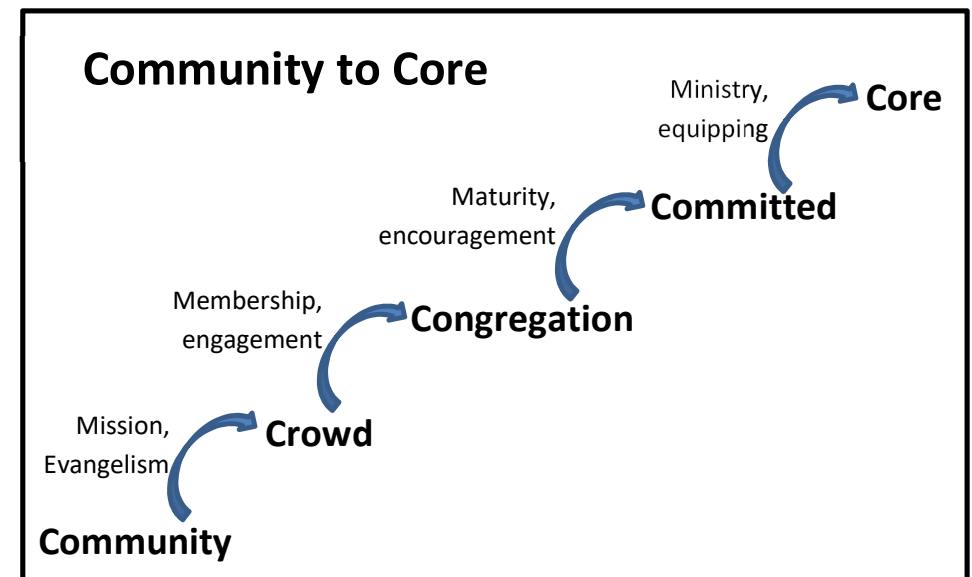 Community to Core
Ministry,
equipping
Core
Maturity,
encouragement
Committed
Membership,
engagement
Congregation
Mission,
Evangelism
Crowd
Community